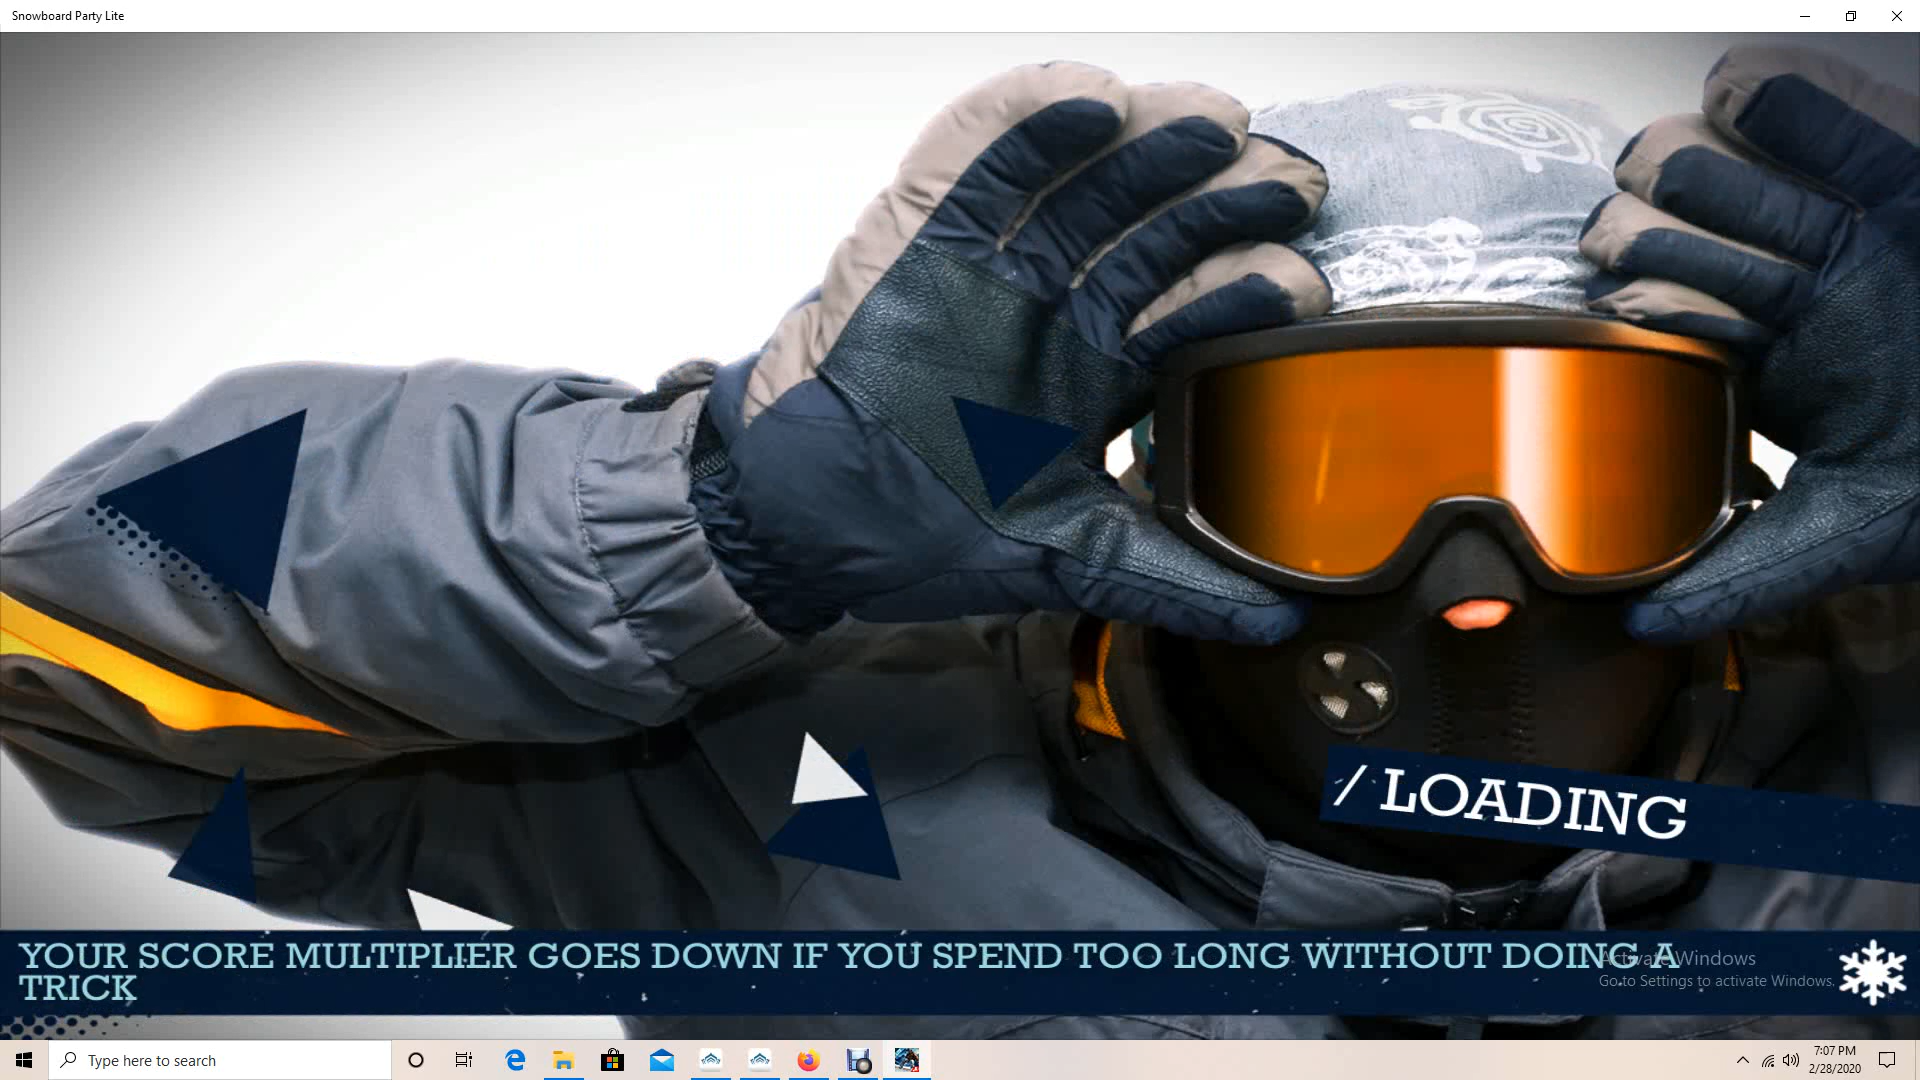 Snowboard Party Lite
/ LOADING
YOUR SCORE MULTIPLIER GOES DOWN IF YOU SPEND TOO LONG WITHOUT DOING A
TRICK
Activate Windows
Go to Settings to activate Windows.
Type here to search
7:07 PM
2/28/2020